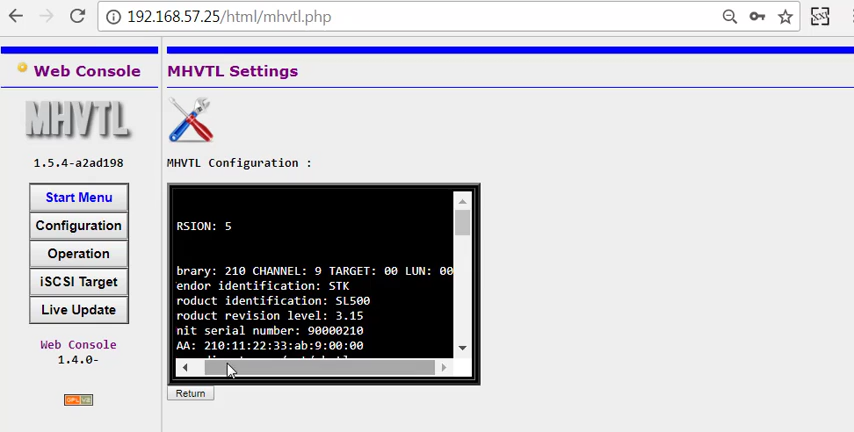 192.168.57.25/html/mhvtl.php
Web Console
MHVTL Settings
MHVTL
1.5.4-a2ad198
MHVTL Configuration :
Start Menu
Configuration
Operation
iSCSI Target
Live Update
Web Console
1.4.0-
RSION: 5
brary: 210 CHANNEL: 9 TARGET: 00 LUN: 00
endor identification: STK
roduct identification: SL500
roduct revision level: 3.15
nit serial number: 90000210
AA: 210:11:22:33:ab:9:00:00
Return